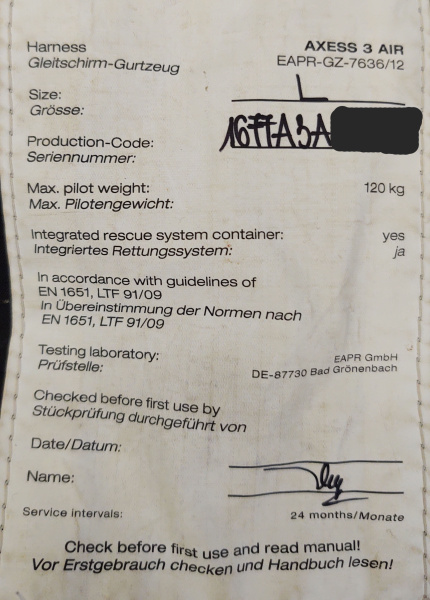 Harness AXESS 3 AIR
Gleitschirm-Gurtzeug EAPR-GZ-7636/12
Size: L
Grösse:
Production-Code:
Seriennummer:
Max. pilot weight: 120 kg
Max. Pilotengewicht:
Integrated rescue system container: yes
Integriertes Rettungssystem: ja
In accordance with guidelines of
EN 1651, LTF 91/09
In Übereinstimmung der Normen nach
EN 1651, LTF 91/09
Testing laboratory: EAPR GmbH
Prüfstelle: DE-87730 Bad Grönenbach
Checked before first use by
Stückprüfung durchgeführt von
Date/Datum:
Name:
Service intervals: 24 months/Monate
Check before first use and read manual!
Vor Erstgebrauch checken und Handbuch lesen!